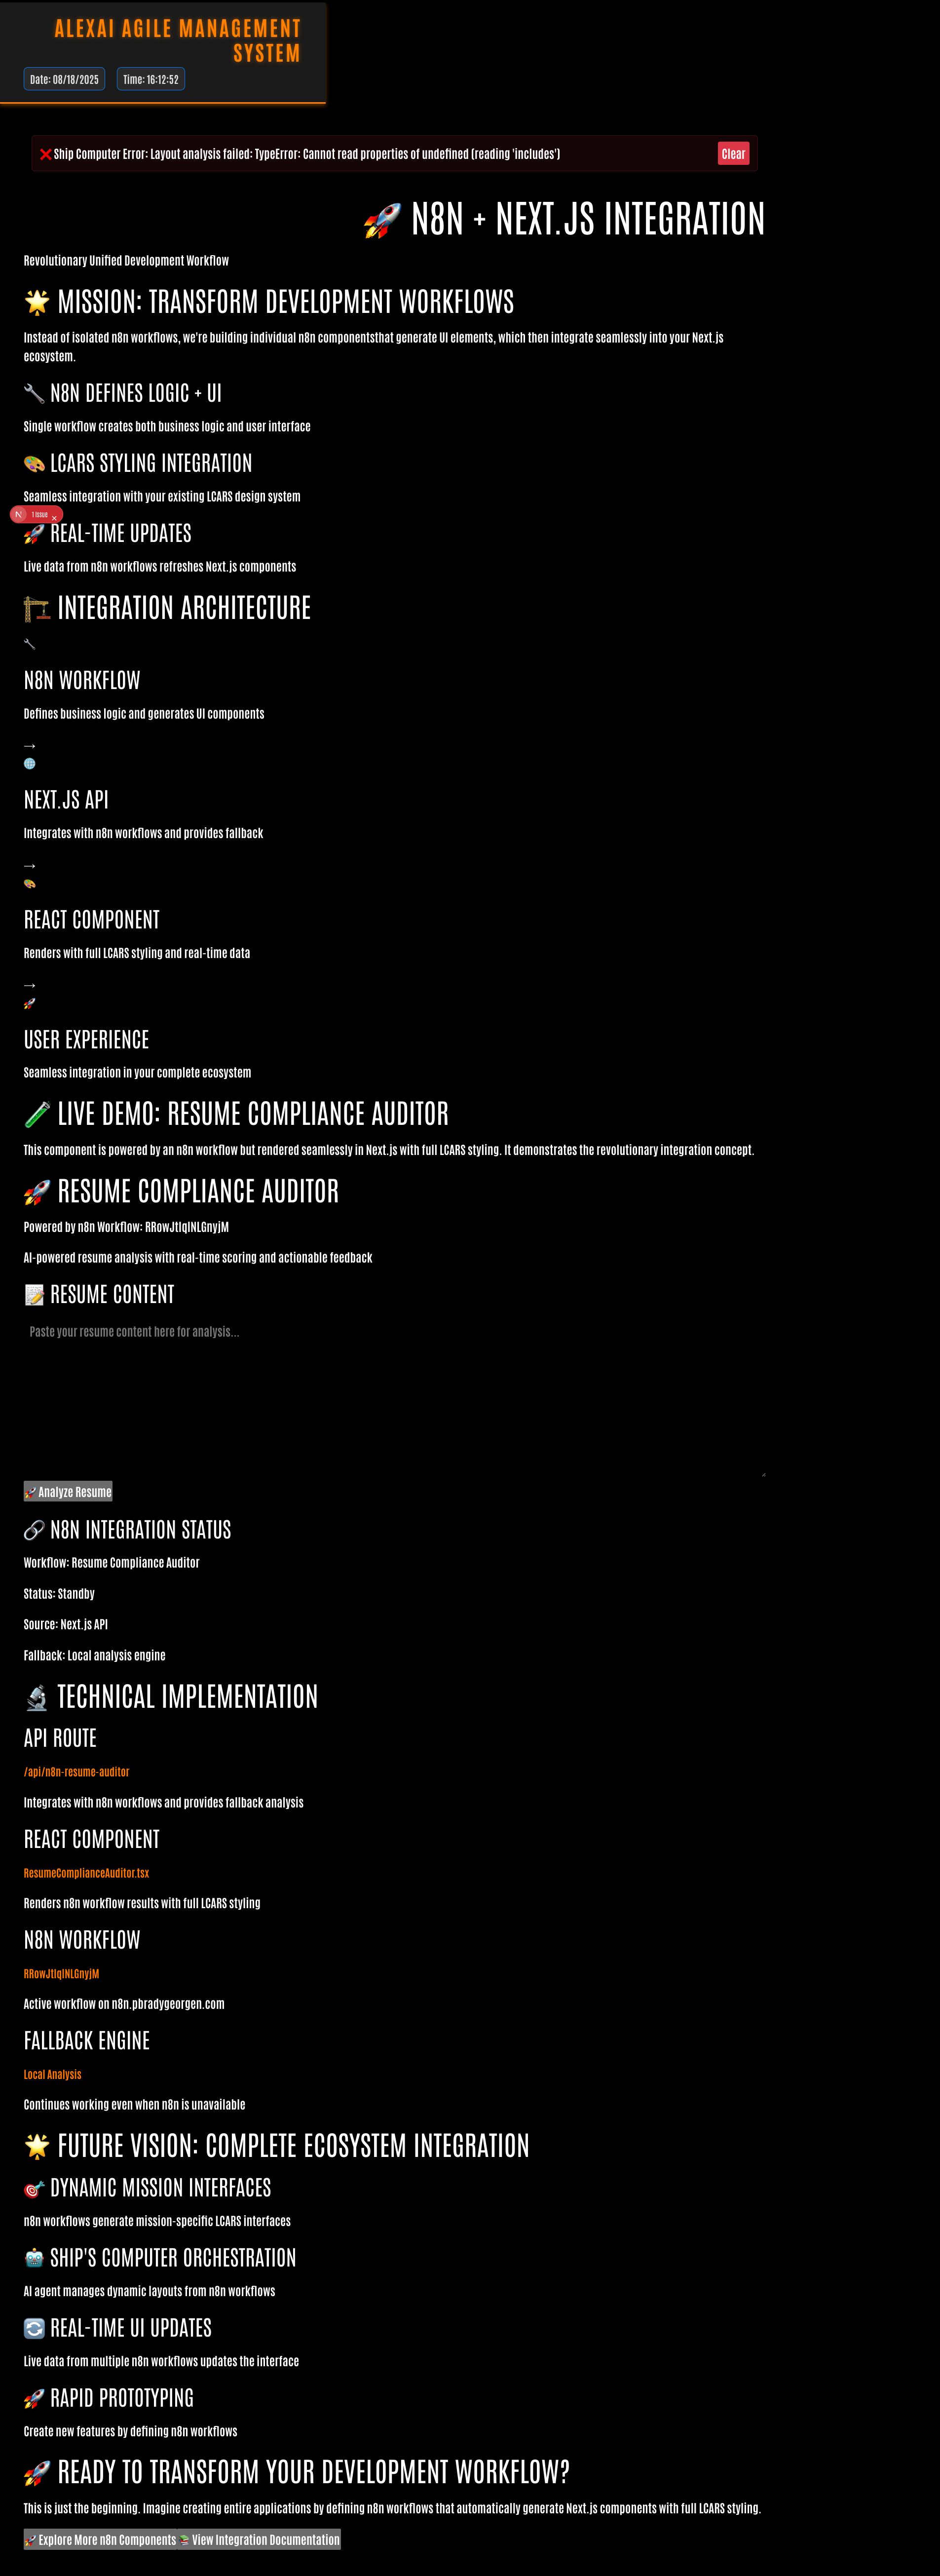 ALEXAI AGILE MANAGEMENT
SYSTEM
Date: 08/18/2025 Time: 16:12:52
❌ Ship Computer Error: Layout analysis failed: TypeError: Cannot read properties of undefined (reading 'includes') Clear
🚀 N8N + NEXT.JS INTEGRATION
Revolutionary Unified Development Workflow
🌟 MISSION: TRANSFORM DEVELOPMENT WORKFLOWS
Instead of isolated n8n workflows, we're building individual n8n componentsthat generate UI elements, which then integrate seamlessly into your Next.js
ecosystem.
🔧 N8N DEFINES LOGIC + UI
Single workflow creates both business logic and user interface
🎨 LCARS STYLING INTEGRATION
Seamless integration with your existing LCARS design system
N 1 Issue ×
🚀 REAL-TIME UPDATES
Live data from n8n workflows refreshes Next.js components
🏗️ INTEGRATION ARCHITECTURE
🔧
N8N WORKFLOW
Defines business logic and generates UI components
→
🌐
NEXT.JS API
Integrates with n8n workflows and provides fallback
→
🎨
REACT COMPONENT
Renders with full LCARS styling and real-time data
→
🚀
USER EXPERIENCE
Seamless integration in your complete ecosystem
🧪 LIVE DEMO: RESUME COMPLIANCE AUDITOR
This component is powered by an n8n workflow but rendered seamlessly in Next.js with full LCARS styling. It demonstrates the revolutionary integration concept.
🚀 RESUME COMPLIANCE AUDITOR
Powered by n8n Workflow: RRowJtIqINLGnyjM
AI-powered resume analysis with real-time scoring and actionable feedback
📝 RESUME CONTENT
Paste your resume content here for analysis...
🚀 Analyze Resume
🔗 N8N INTEGRATION STATUS
Workflow: Resume Compliance Auditor
Status: Standby
Source: Next.js API
Fallback: Local analysis engine
🔬 TECHNICAL IMPLEMENTATION
API ROUTE
/api/n8n-resume-auditor
Integrates with n8n workflows and provides fallback analysis
REACT COMPONENT
ResumeComplianceAuditor.tsx
Renders n8n workflow results with full LCARS styling
N8N WORKFLOW
RRowJtIqINLGnyjM
Active workflow on n8n.pbradygeorgen.com
FALLBACK ENGINE
Local Analysis
Continues working even when n8n is unavailable
🌟 FUTURE VISION: COMPLETE ECOSYSTEM INTEGRATION
🎯 DYNAMIC MISSION INTERFACES
n8n workflows generate mission-specific LCARS interfaces
🤖 SHIP'S COMPUTER ORCHESTRATION
AI agent manages dynamic layouts from n8n workflows
🔄 REAL-TIME UI UPDATES
Live data from multiple n8n workflows updates the interface
🚀 RAPID PROTOTYPING
Create new features by defining n8n workflows
🚀 READY TO TRANSFORM YOUR DEVELOPMENT WORKFLOW?
This is just the beginning. Imagine creating entire applications by defining n8n workflows that automatically generate Next.js components with full LCARS styling.
🚀 Explore More n8n Components 📚 View Integration Documentation